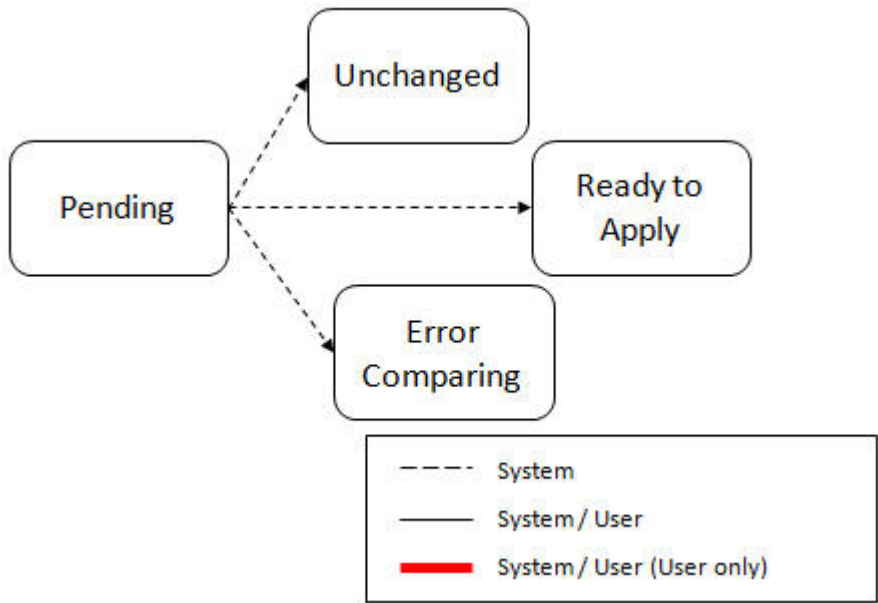 Unchanged
Pending
Ready to
Apply
Error
Comparing
System
System / User
System / User (User only)